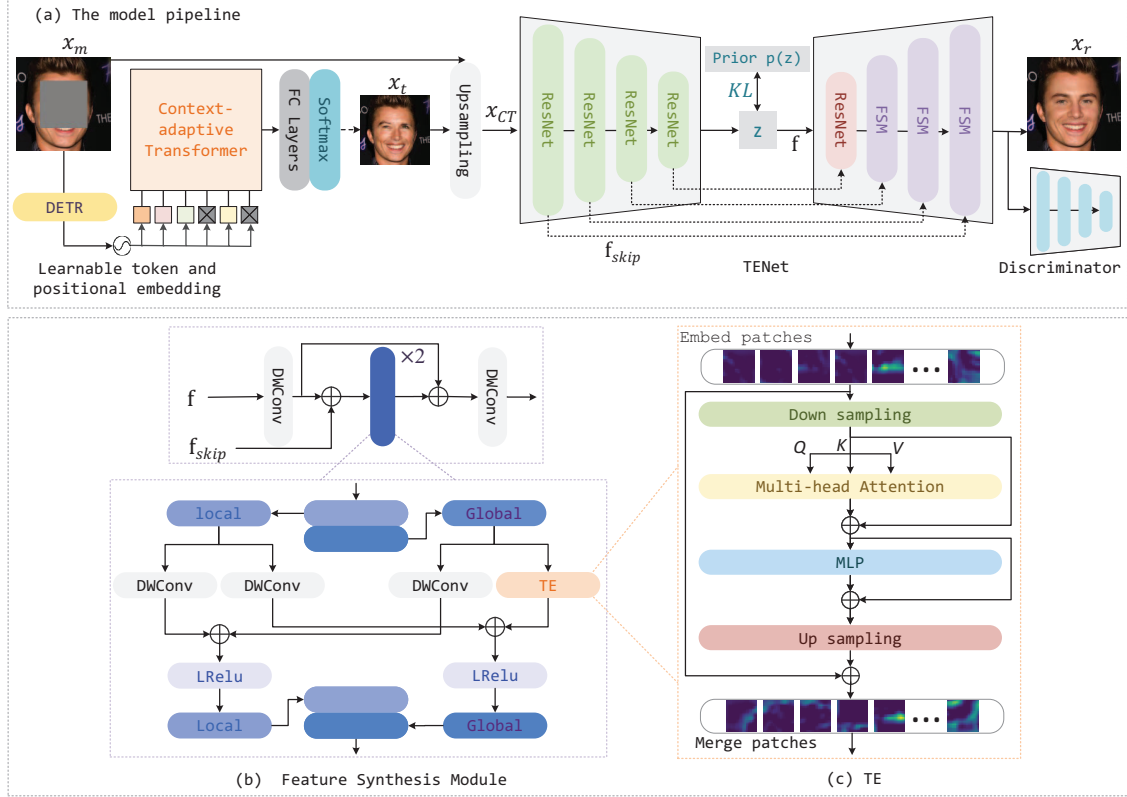 (a) The model pipeline
x_m
Context-
adaptive
Transformer
FC Layers
Softmax
x_t
Upsampling
x_CT
ResNet
ResNet
ResNet
ResNet
Prior p(z)
KL
z
f
ResNet
FSM
FSM
FSM
x_r
DETR
Learnable token and
positional embedding
f_skip
TENet
Discriminator
f
DWConv
×2
DWConv
f_skip
local
Global
DWConv
DWConv
DWConv
TE
LRelu
LRelu
Local
Global
(b) Feature Synthesis Module
Embed patches
Down sampling
Q
K
V
Multi-head Attention
MLP
Up sampling
Merge patches
(c) TE